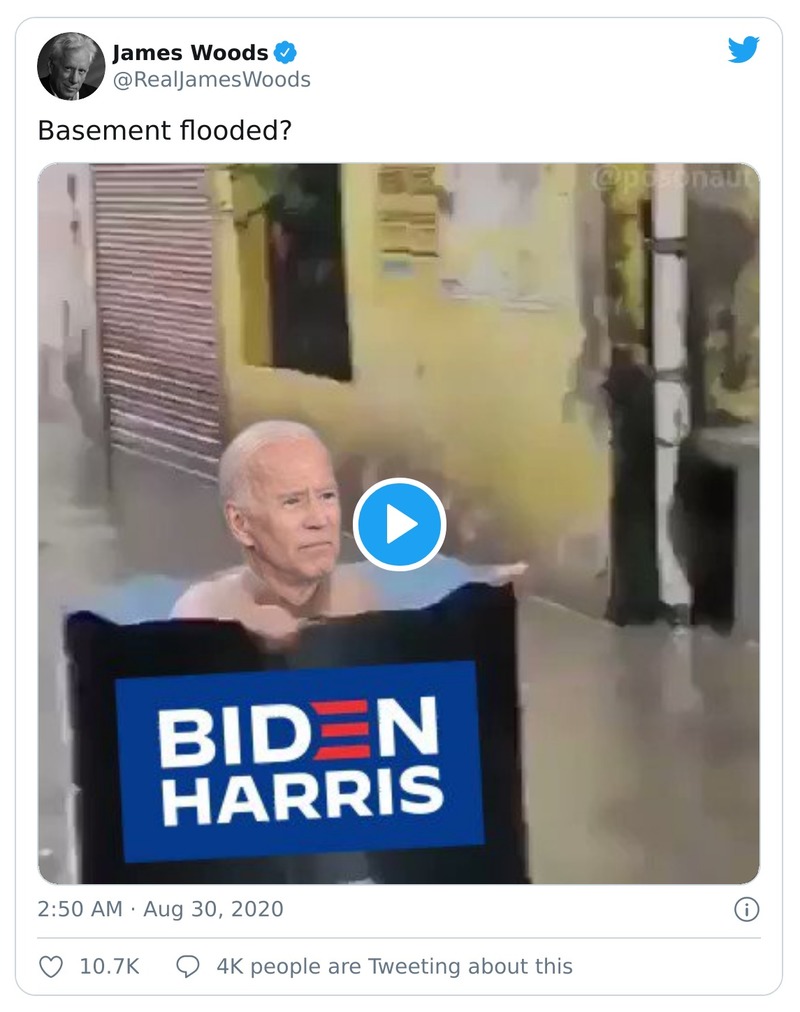 James Woods
@RealJamesWoods
Basement flooded?
@posonaut
BIDEN
HARRIS
2:50 AM · Aug 30, 2020
10.7K
4K people are Tweeting about this